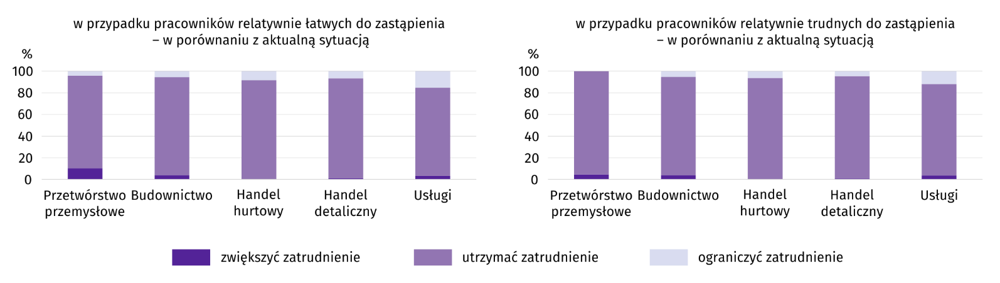 w przypadku pracowników relatywnie łatwych do zastąpienia
– w porównaniu z aktualną sytuacją
%
100
80
60
40
20
0
Przetwórstwo
przemysłowe
Budownictwo
Handel
hurtowy
Handel
detaliczny
Usługi
w przypadku pracowników relatywnie trudnych do zastąpienia
– w porównaniu z aktualną sytuacją
%
100
80
60
40
20
0
Przetwórstwo
przemysłowe
Budownictwo
Handel
hurtowy
Handel
detaliczny
Usługi
zwiększyć zatrudnienie
utrzymać zatrudnienie
ograniczyć zatrudnienie